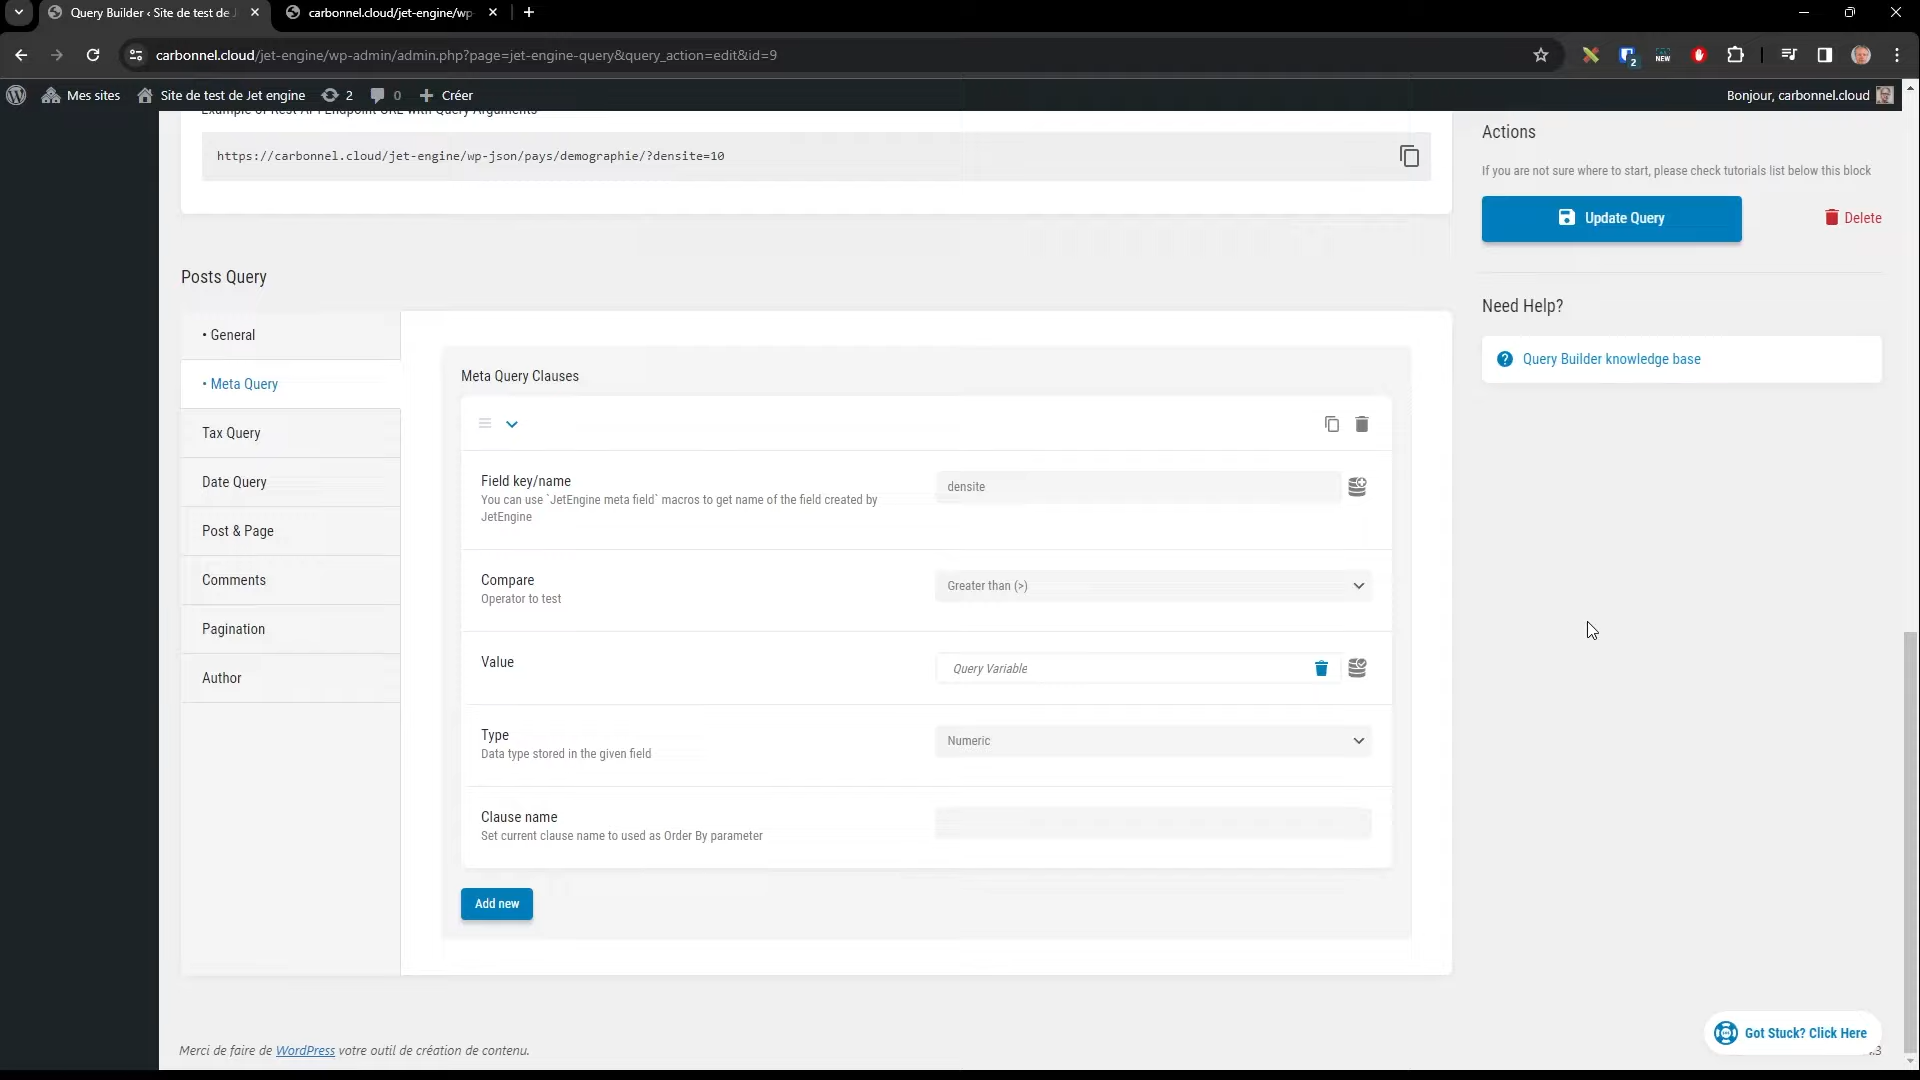 Query Builder ‹ Site de test de J
carbonnel.cloud/jet-engine/wp-
carbonnel.cloud/jet-engine/wp-admin/admin.php?page=jet-engine-query&query_action=edit&id=9
2
NEW
Mes sites
Site de test de Jet engine
2
0
Créer
Bonjour, carbonnel.cloud
Example of Rest API Endpoint URL with Query Arguments
https://carbonnel.cloud/jet-engine/wp-json/pays/demographie/?densite=10
Actions
If you are not sure where to start, please check tutorials list below this block
Update Query
Delete
Need Help?
Query Builder knowledge base
Posts Query
• General
• Meta Query
Tax Query
Date Query
Post & Page
Comments
Pagination
Author
Meta Query Clauses
Field key/name
You can use `JetEngine meta field` macros to get name of the field created by
JetEngine
densite
Compare
Operator to test
Greater than (>)
Value
Query Variable
Type
Data type stored in the given field
Numeric
Clause name
Set current clause name to used as Order By parameter
Add new
Merci de faire de WordPress votre outil de création de contenu.
Got Stuck? Click Here